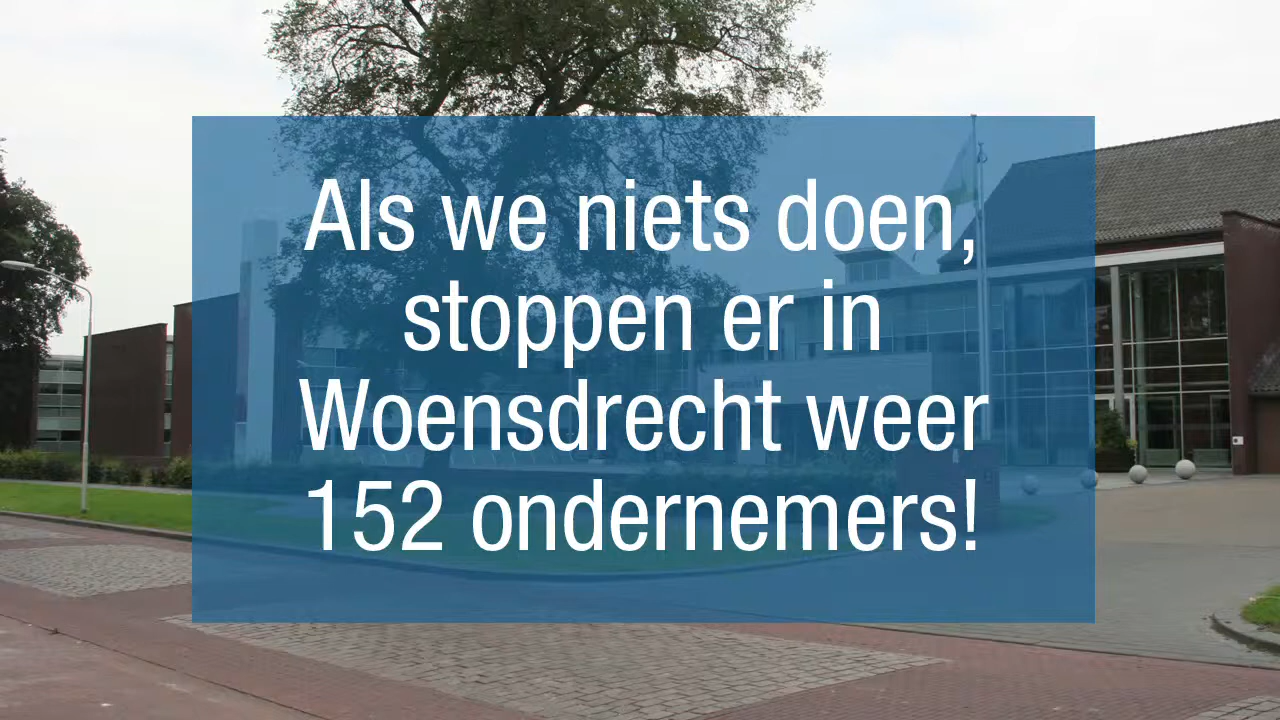 Als we niets doen,
stoppen er in
Woensdrecht weer
152 ondernemers!